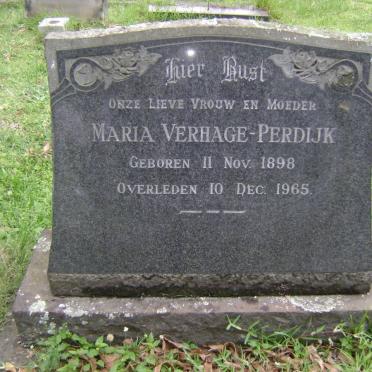 Hier Rust
Onze Lieve Vrouw en Moeder
Maria Verhage-Perdijk
Geboren 11 Nov. 1898
Overleden 10 Dec. 1965.